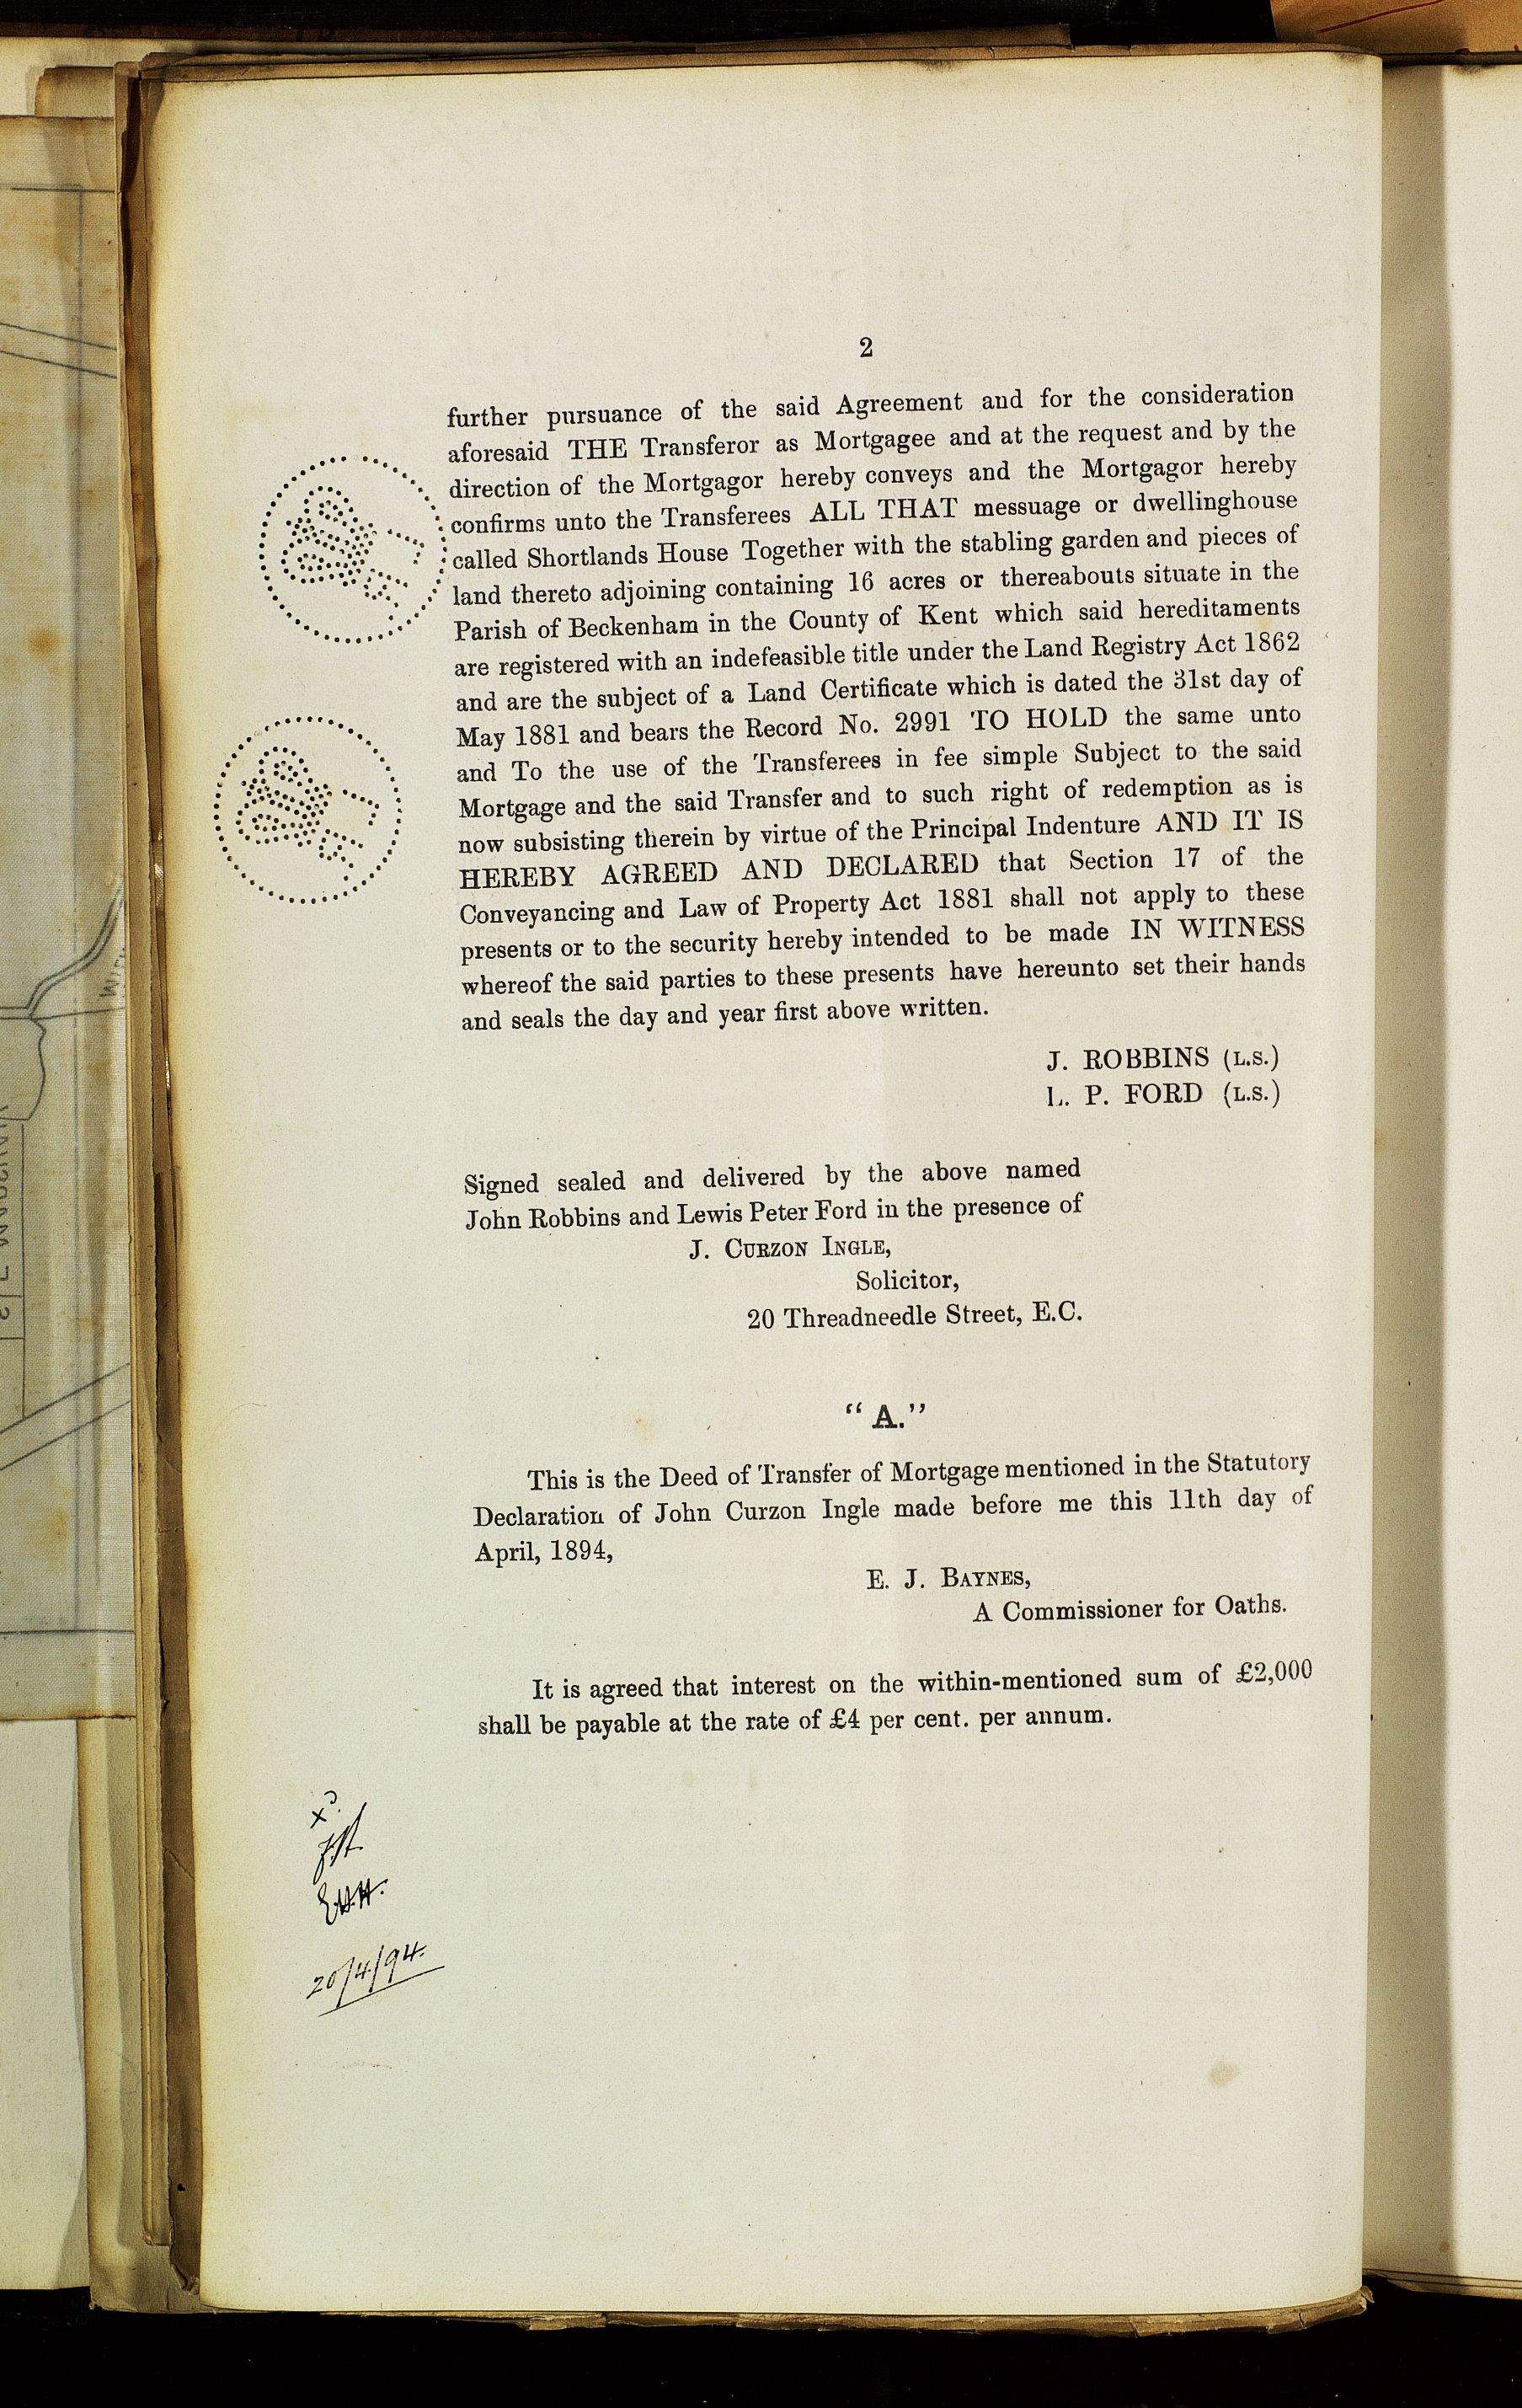 2
further pursuance of the said Agreement and for the consideration
aforesaid THE Transferor as Mortgagee and at the request and by the
direction of the Mortgagor hereby conveys and the Mortgagor hereby
confirms unto the Transferees ALL THAT messuage or dwellinghouse
called Shortlands House Together with the stabling garden and pieces of
land thereto adjoining containing 16 acres or thereabouts situate in the
Parish of Beckenham in the County of Kent which said hereditaments
are registered with an indefeasible title under the Land Registry Act 1862
and are the subject of a Land Certificate which is dated the 31st day of
May 1881 and bears the Record No. 2991 TO HOLD the same unto
and To the use of the Transferees in fee simple Subject to the said
Mortgage and the said Transfer and to such right of redemption as is
now subsisting therein by virtue of the Principal Indenture AND IT IS
HEREBY AGREED AND DECLARED that Section 17 of the
Conveyancing and Law of Property Act 1881 shall not apply to these
presents or to the security hereby intended to be made IN WITNESS
whereof the said parties to these presents have hereunto set their hands
and seals the day and year first above written.
J. ROBBINS (L.S.)
L. P. FORD (L.S.)
Signed sealed and delivered by the above named
John Robbins and Lewis Peter Ford in the presence of
J. CURZON INGLE,
Solicitor,
20 Threadneedle Street, E.C.
"A."
This is the Deed of Transfer of Mortgage mentioned in the Statutory
Declaration of John Curzon Ingle made before me this 11th day of
April, 1894,
E. J. BAYNES,
A Commissioner for Oaths.
It is agreed that interest on the within-mentioned sum of £2,000
shall be payable at the rate of £4 per cent. per annum.
20/4/94.